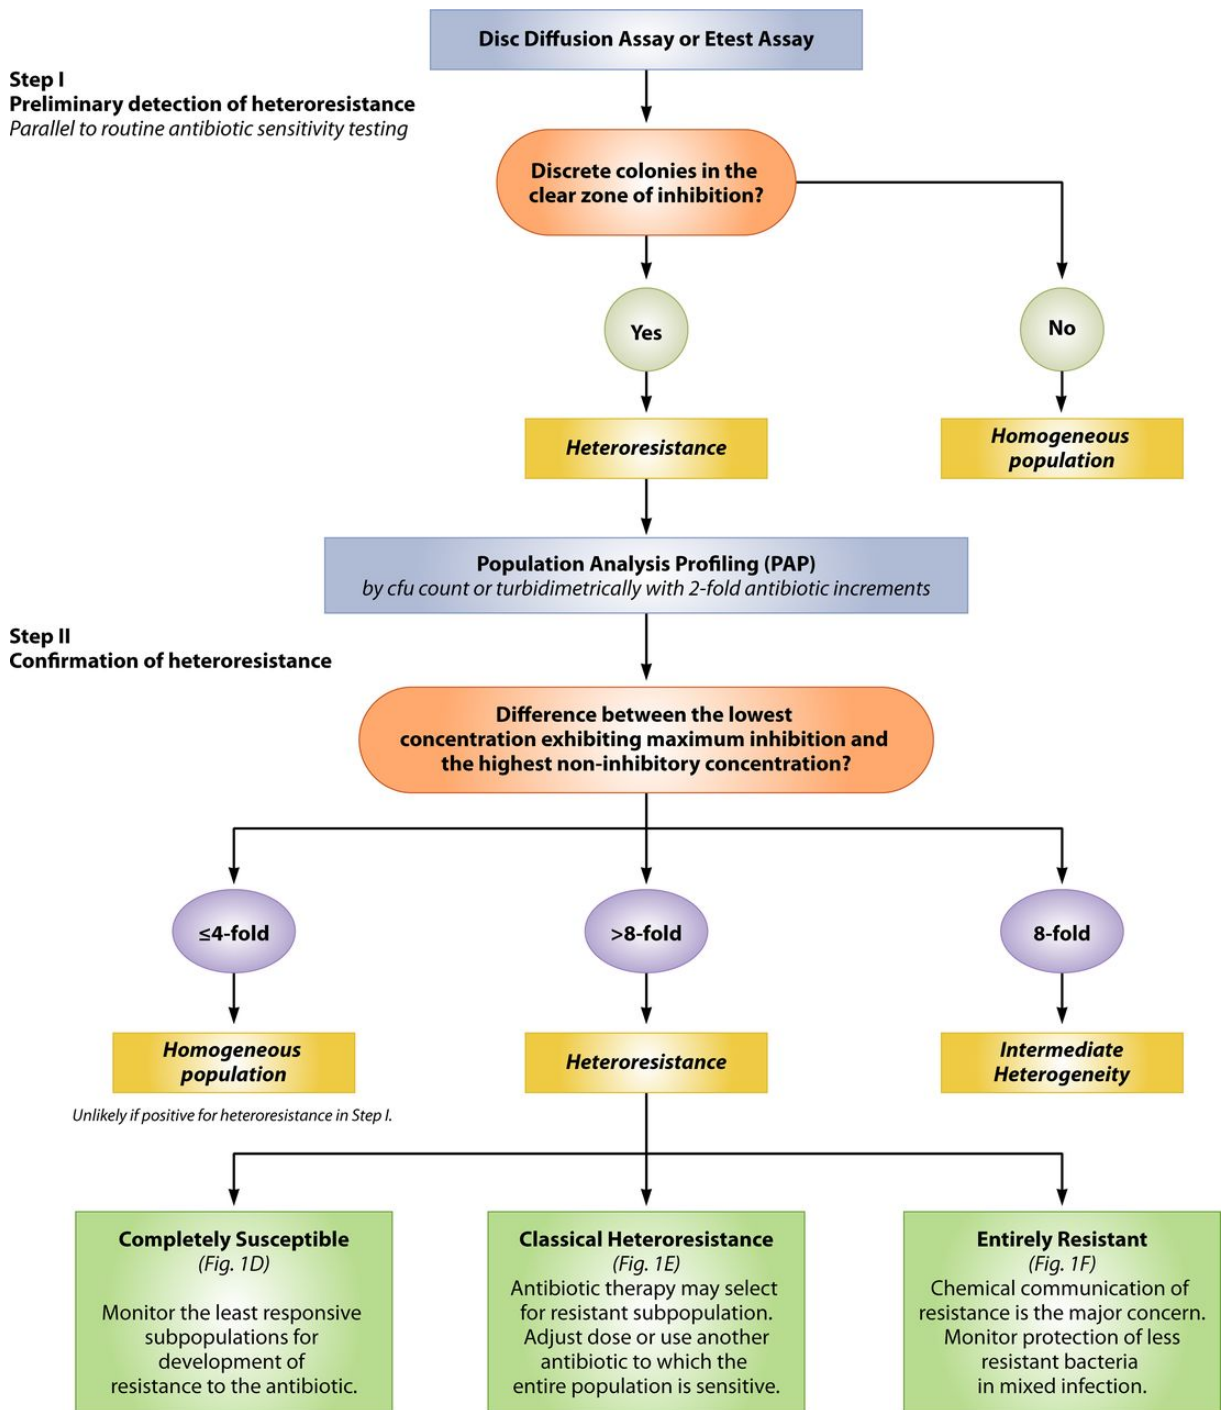 Disc Diffusion Assay or Etest Assay
Step I
Preliminary detection of heteroresistance
Parallel to routine antibiotic sensitivity testing
Discrete colonies in the
clear zone of inhibition?
Yes
No
Heteroresistance
Homogeneous
population
Population Analysis Profiling (PAP)
by cfu count or turbidimetrically with 2-fold antibiotic increments
Step II
Confirmation of heteroresistance
Difference between the lowest
concentration exhibiting maximum inhibition and
the highest non-inhibitory concentration?
≤4-fold
>8-fold
8-fold
Homogeneous
population
Unlikely if positive for heteroresistance in Step I.
Heteroresistance
Intermediate
Heterogeneity
Completely Susceptible
(Fig. 1D)
Monitor the least responsive
subpopulations for
development of
resistance to the antibiotic.
Classical Heteroresistance
(Fig. 1E)
Antibiotic therapy may select
for resistant subpopulation.
Adjust dose or use another
antibiotic to which the
entire population is sensitive.
Entirely Resistant
(Fig. 1F)
Chemical communication of
resistance is the major concern.
Monitor protection of less
resistant bacteria
in mixed infection.